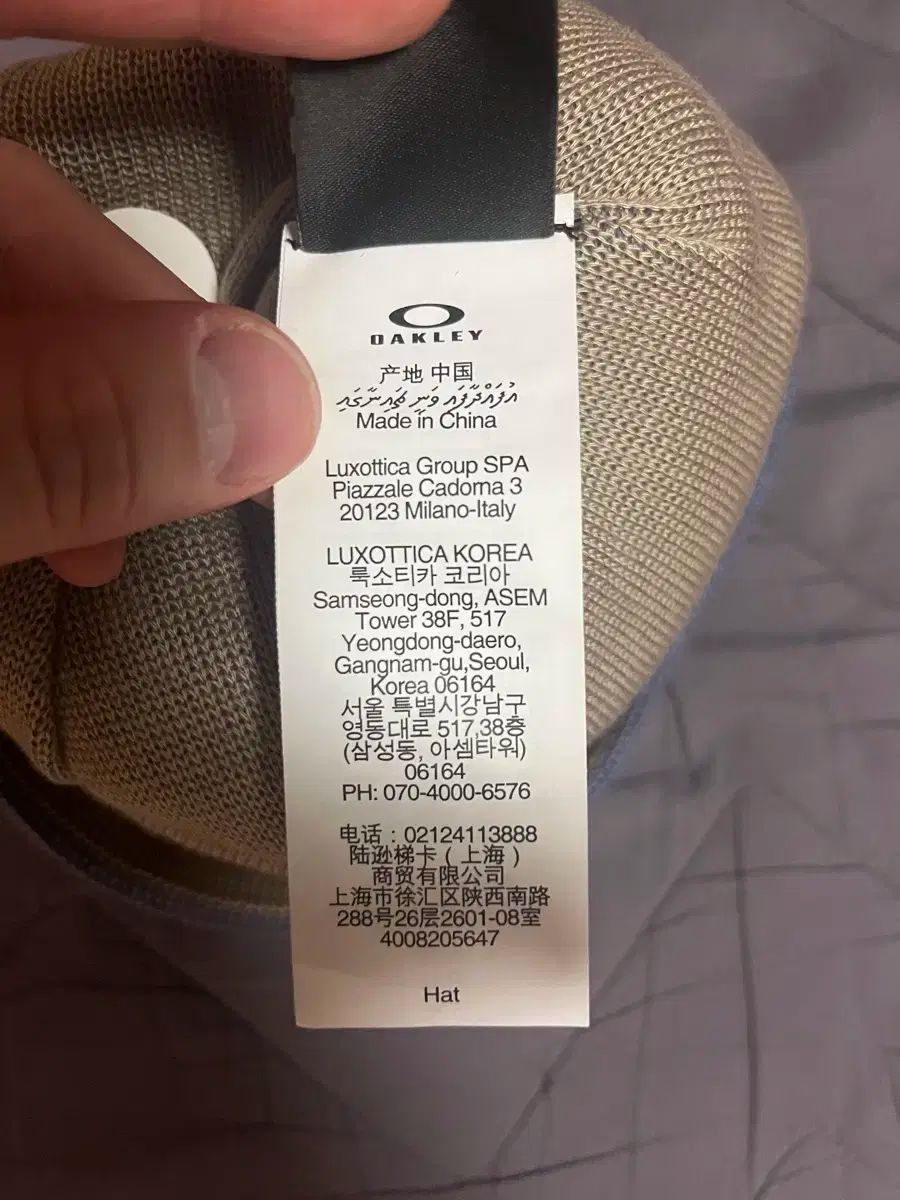 OAKLEY
产地 中国
އުފައްދާފައި ވަނީ ޗައިނާގައި
Made in China
Luxottica Group SPA
Piazzale Cadorna 3
20123 Milano-Italy
LUXOTTICA KOREA
룩소티카 코리아
Samseong-dong, ASEM
Tower 38F, 517
Yeongdong-daero,
Gangnam-gu,Seoul,
Korea 06164
서울 특별시강남구
영동대로 517,38층
(삼성동, 아셈타워)
06164
PH: 070-4000-6576
电话：02124113888
陆逊梯卡（上海）
商贸有限公司
上海市徐汇区陕西南路
288号26层2601-08室
4008205647
Hat